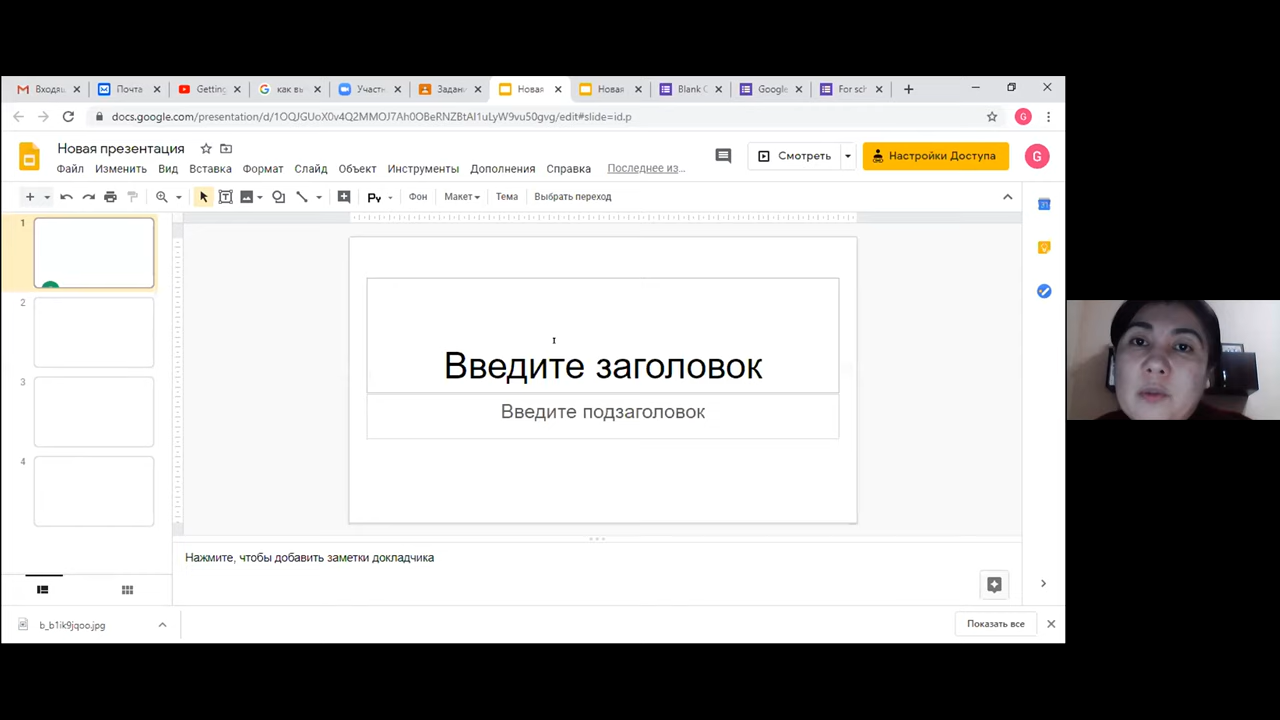 Входящ
Почта
Getting
как вы
Участн
Задани
Новая
Новая
Blank Q
Google
For sch
docs.google.com/presentation/d/1OQJGUoX0v4Q2MMOJ7Ah0OBeRNZBtAI1uLyW9vu50gvg/edit#slide=id.p
G
Новая презентация
Файл Изменить Вид Вставка Формат Слайд Объект Инструменты Дополнения Справка Последнее из...
Смотреть
Настройки Доступа
G
Фон Макет Тема Выбрать переход
1
2
3
4
Введите заголовок
Введите подзаголовок
Нажмите, чтобы добавить заметки докладчика
b_b1ik9jqoo.jpg
Показать все